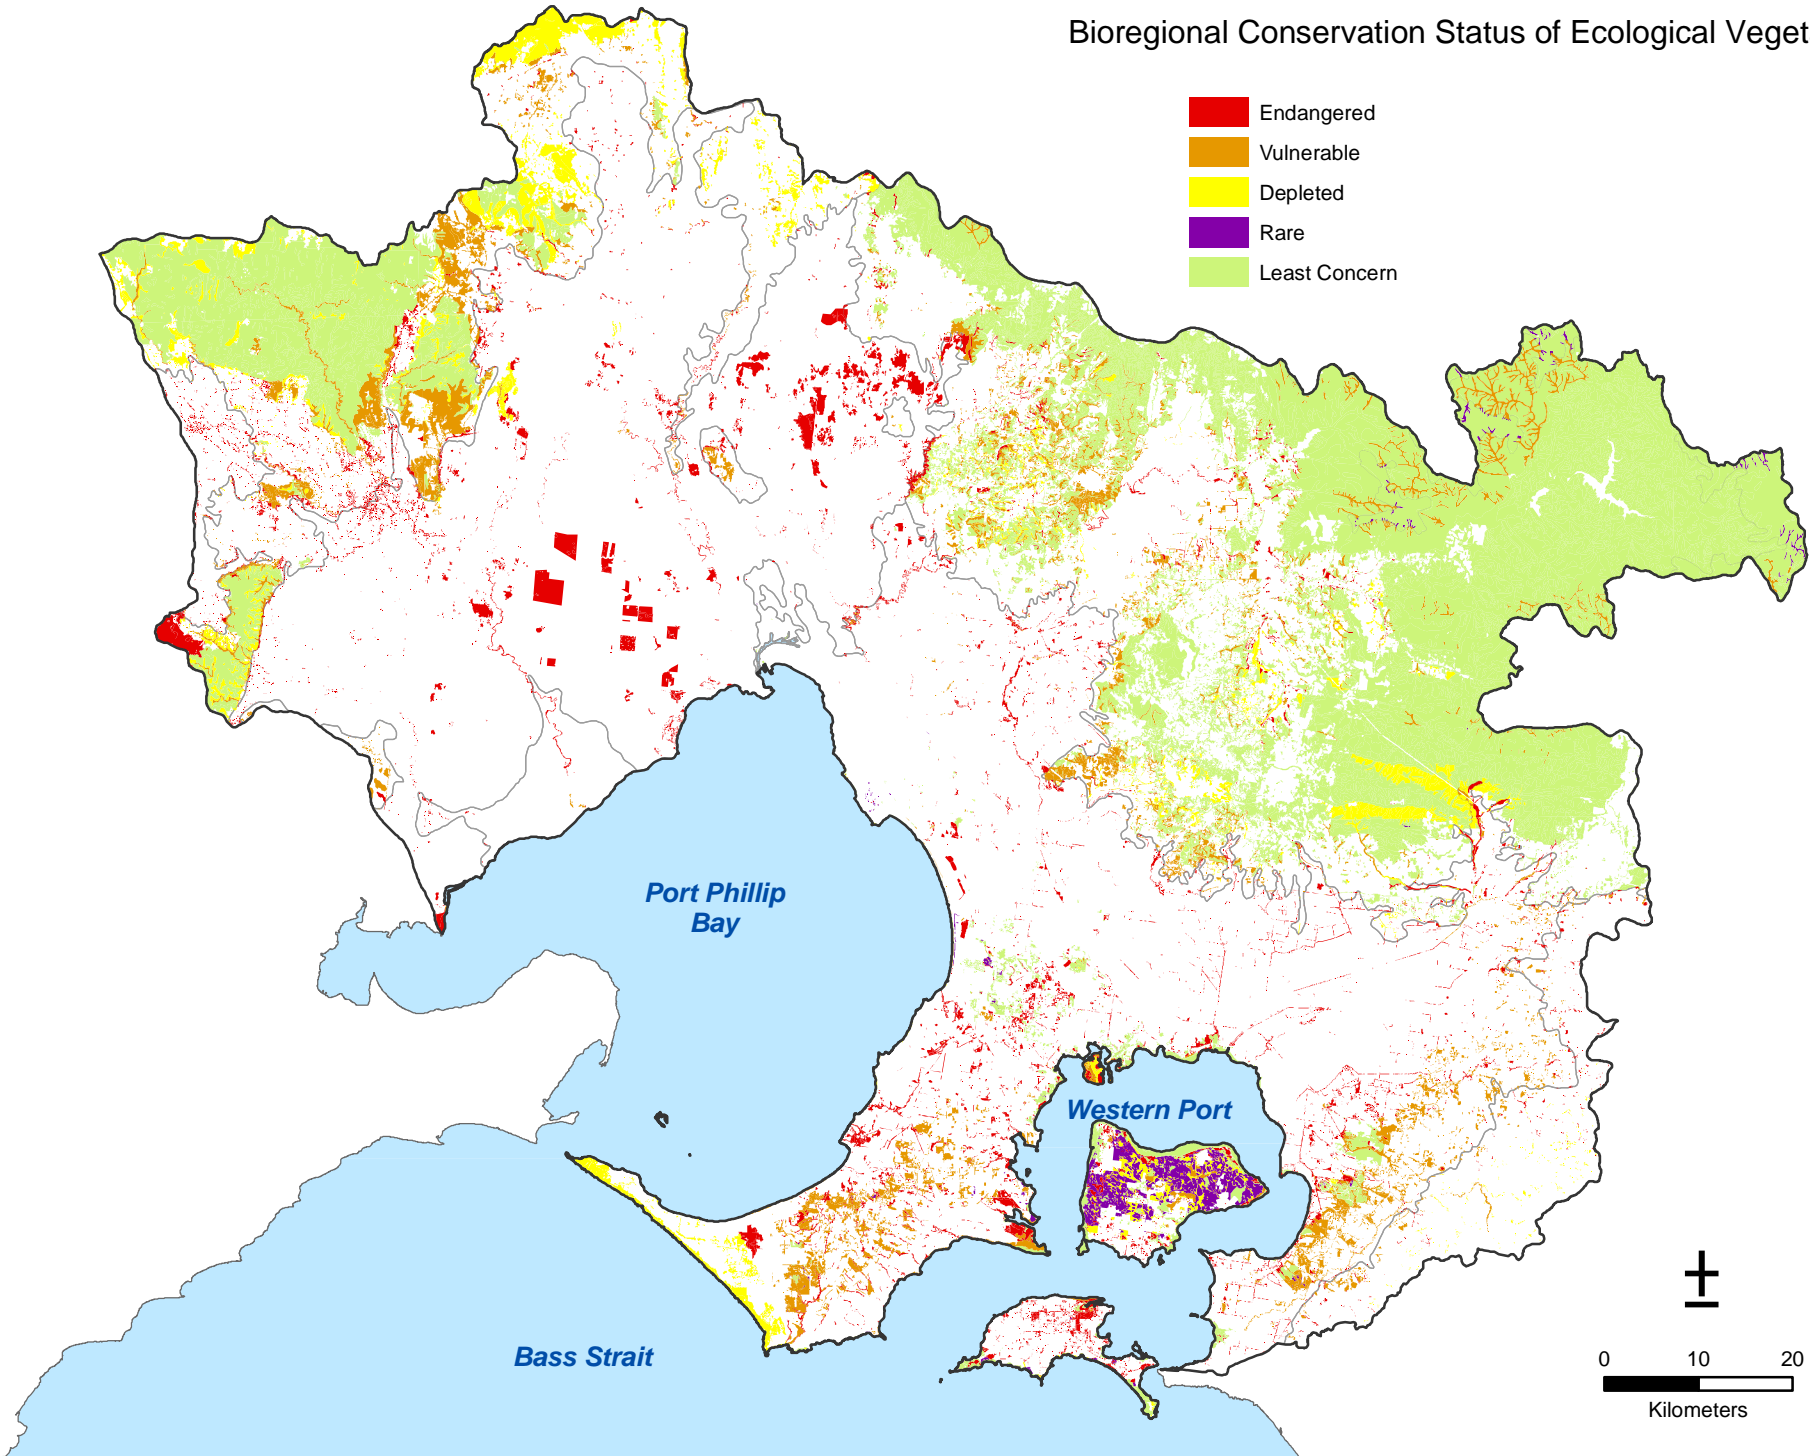 Bioregional Conservation Status of Ecological Veget
Endangered
Vulnerable
Depleted
Rare
Least Concern
Port Phillip
Bay
Western Port
Bass Strait
0 10 20
Kilometers